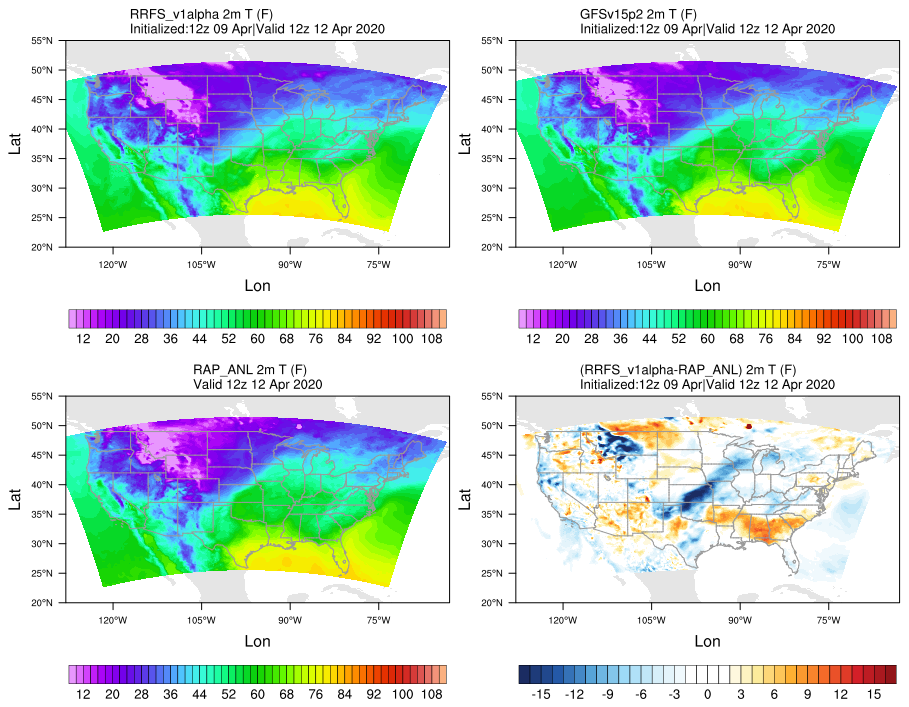 RRFS_v1alpha 2m T (F)
Initialized:12z 09 Apr|Valid 12z 12 Apr 2020
55°N
50°N
45°N
40°N
35°N
30°N
25°N
20°N
Lat
120°W 105°W 90°W 75°W
Lon
12 20 28 36 44 52 60 68 76 84 92 100 108
GFSv15p2 2m T (F)
Initialized:12z 09 Apr|Valid 12z 12 Apr 2020
55°N
50°N
45°N
40°N
35°N
30°N
25°N
20°N
Lat
120°W 105°W 90°W 75°W
Lon
12 20 28 36 44 52 60 68 76 84 92 100 108
RAP_ANL 2m T (F)
Valid 12z 12 Apr 2020
55°N
50°N
45°N
40°N
35°N
30°N
25°N
20°N
Lat
120°W 105°W 90°W 75°W
Lon
12 20 28 36 44 52 60 68 76 84 92 100 108
(RRFS_v1alpha-RAP_ANL) 2m T (F)
Initialized:12z 09 Apr|Valid 12z 12 Apr 2020
55°N
50°N
45°N
40°N
35°N
30°N
25°N
20°N
Lat
120°W 105°W 90°W 75°W
Lon
-15 -12 -9 -6 -3 0 3 6 9 12 15